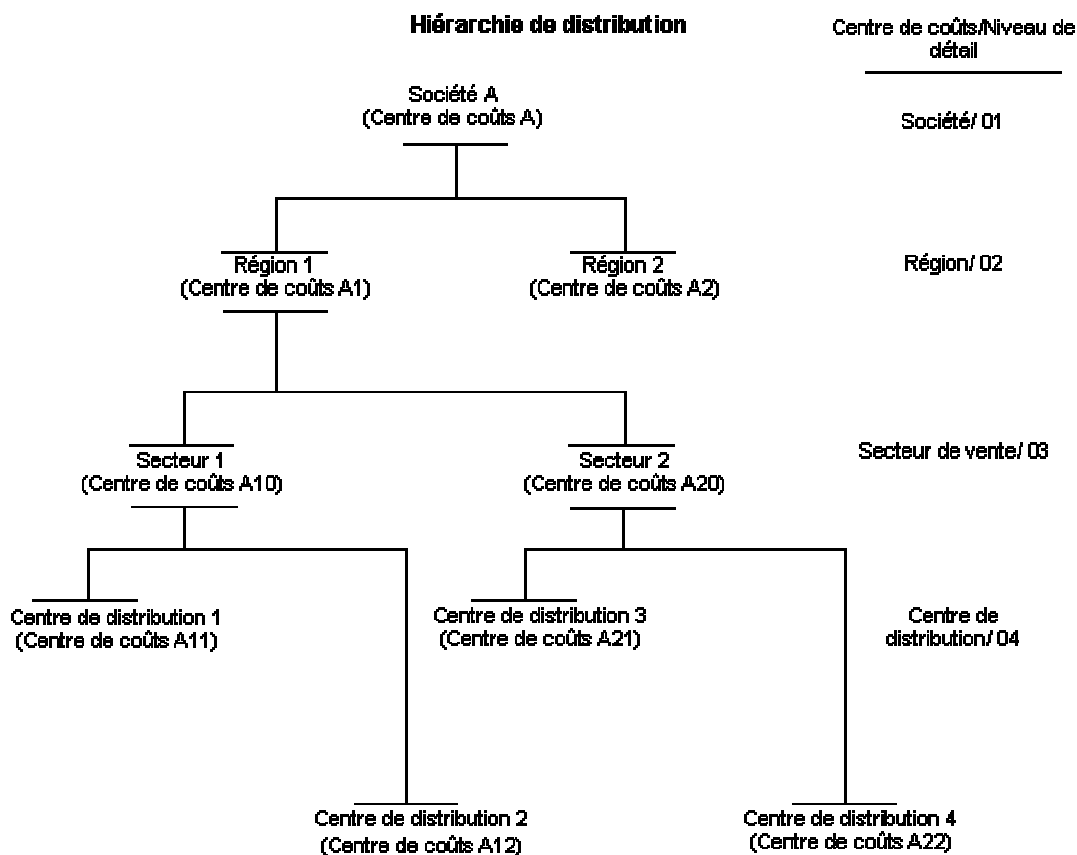 Hiérarchie de distribution
Centre de coûts/Niveau de
détail
Société A
(Centre de coûts A)
Société/ 01
Région 1
(Centre de coûts A1)
Région 2
(Centre de coûts A2)
Région/ 02
Secteur 1
(Centre de coûts A10)
Secteur 2
(Centre de coûts A20)
Secteur de vente/ 03
Centre de distribution 1
(Centre de coûts A11)
Centre de distribution 3
(Centre de coûts A21)
Centre de
distribution/ 04
Centre de distribution 2
(Centre de coûts A12)
Centre de distribution 4
(Centre de coûts A22)